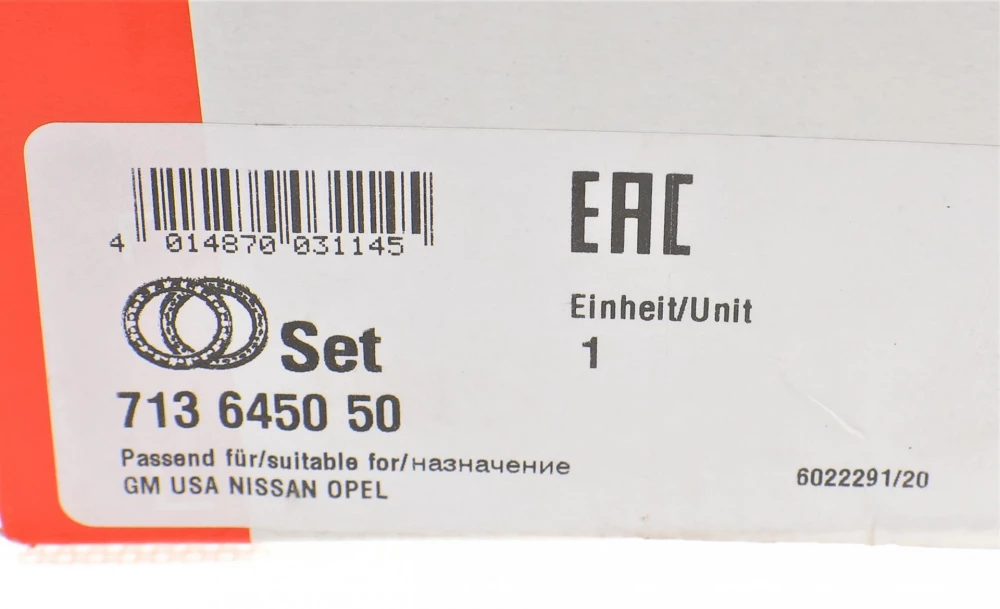 4 014870 031145
EAC
Set
Einheit/Unit
1
713 6450 50
Passend für/suitable for/назначение
GM USA NISSAN OPEL
6022291/20